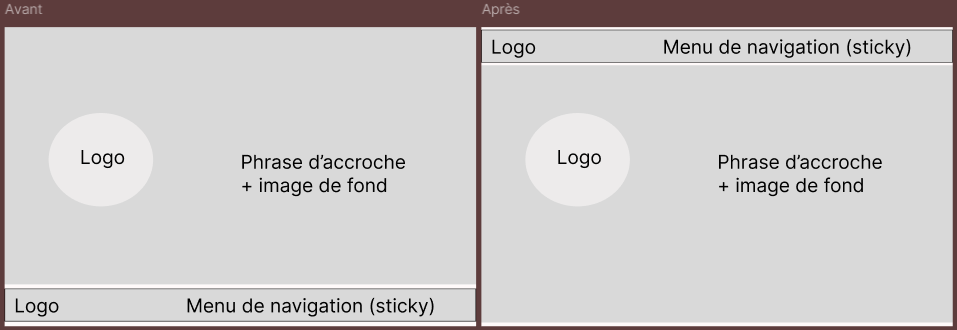 Avant
Logo
Phrase d’accroche
+ image de fond
Logo
Menu de navigation (sticky)
Après
Logo
Menu de navigation (sticky)
Logo
Phrase d’accroche
+ image de fond